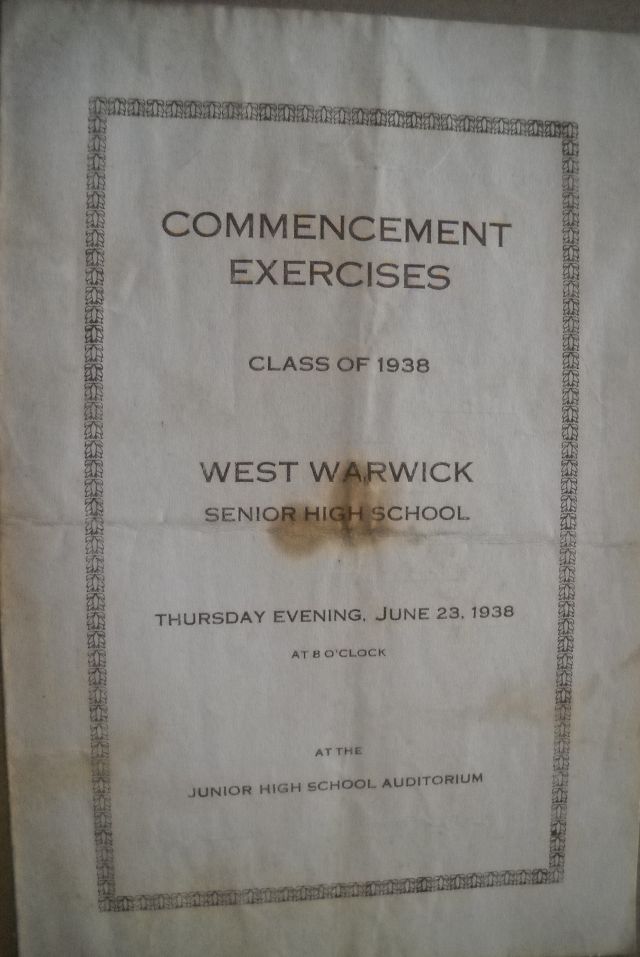 COMMENCEMENT
EXERCISES
CLASS OF 1938
WEST WARWICK
SENIOR HIGH SCHOOL
THURSDAY EVENING, JUNE 23, 1938
AT 8 O'CLOCK
AT THE
JUNIOR HIGH SCHOOL AUDITORIUM